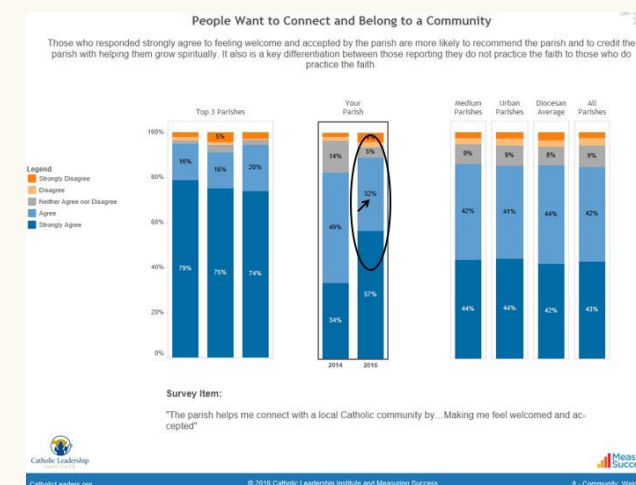 People Want to Connect and Belong to a Community
Those who responded strongly agree to feeling welcome and accepted by the parish are more likely to recommend the parish and to credit the
parish with helping them grow spiritually. It also is a key differentiation between those reporting they do not practice the faith to those who do
practice the faith.
Top 3 Parishes
Your
Parish
Medium
Parishes
Urban
Parishes
Diocesan
Average
All
Parishes
Legend
Strongly Disagree
Disagree
Neither Agree nor Disagree
Agree
Strongly Agree
100%
80%
60%
40%
20%
0%
5%
16%
16%
20%
79%
75%
74%
14%
5%
49%
32%
34%
57%
2014
2016
9%
9%
8%
9%
42%
41%
44%
42%
44%
44%
42%
43%
Survey Item:
"The parish helps me connect with a local Catholic community by...Making me feel welcomed and ac-
cepted"
Catholic Leadership
INSTITUTE
CatholicLeaders.org
© 2016 Catholic Leadership Institute and Measuring Success